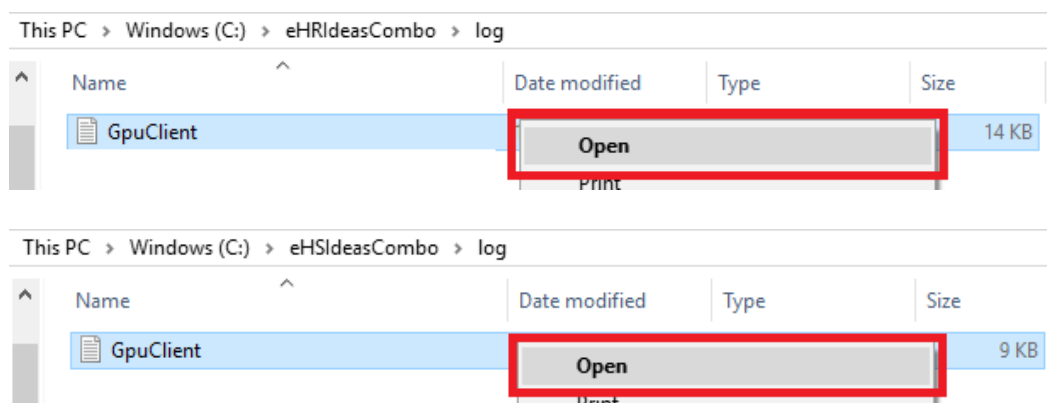 This PC > Windows (C:) > eHRIdeasCombo > log
Name Date modified Type Size
GpuClient 14 KB
Open
Print
This PC > Windows (C:) > eHSIdeasCombo > log
Name Date modified Type Size
GpuClient 9 KB
Open
Print